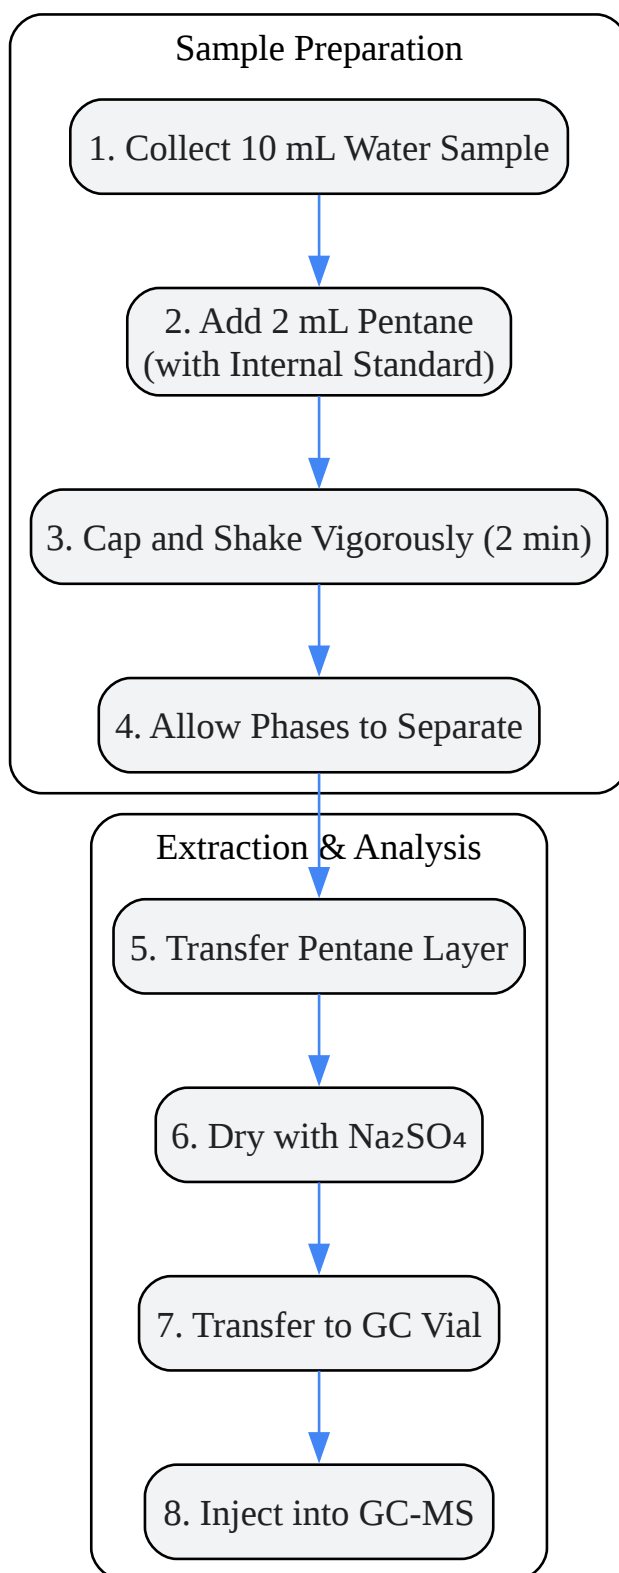 Sample Preparation
1. Collect 10 mL Water Sample
2. Add 2 mL Pentane
(with Internal Standard)
3. Cap and Shake Vigorously (2 min)
4. Allow Phases to Separate
Extraction & Analysis
5. Transfer Pentane Layer
6. Dry with Na₂SO₄
7. Transfer to GC Vial
8. Inject into GC-MS